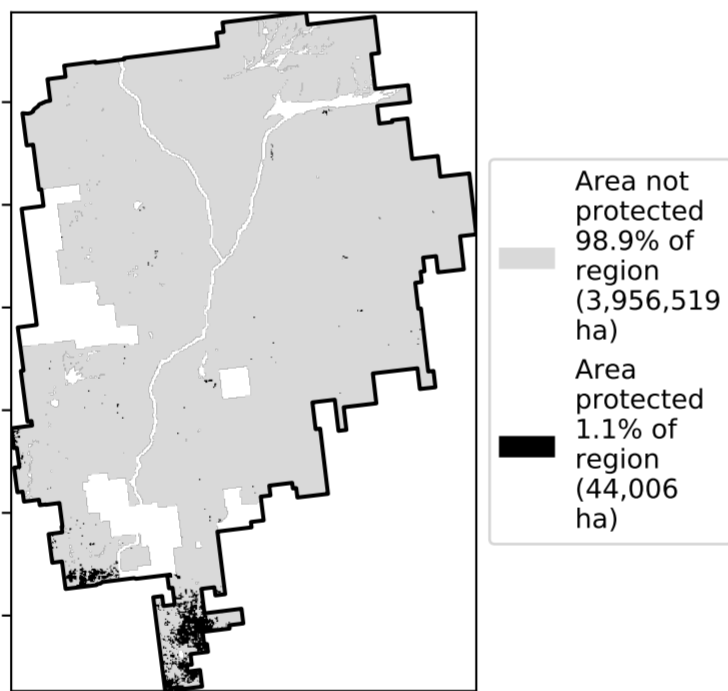 Area not
protected
98.9% of
region
(3,956,519
ha)
Area
protected
1.1% of
region
(44,006
ha)